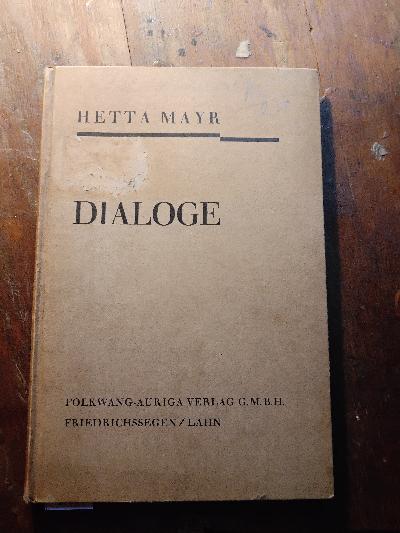 HETTA MAYR
DIALOGE
FOLKWANG-AURIGA VERLAG G.M.B.H.
FRIEDRICHSSEGEN/LAHN